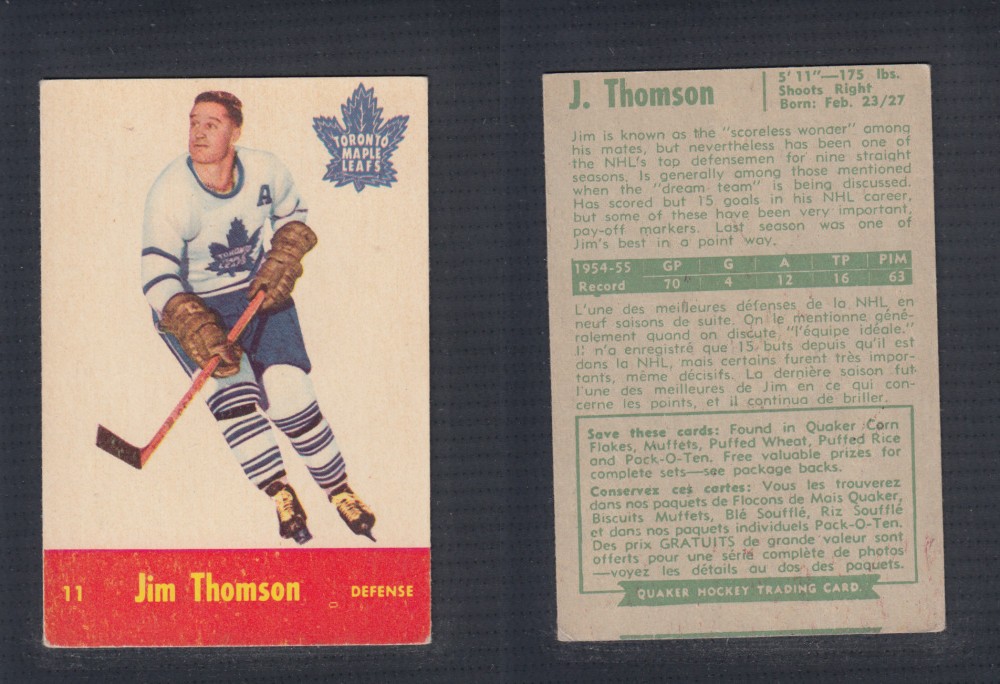 TORONTO
MAPLE
LEAFS
A
TORONTO
MAPLE
LEAFS
11 Jim Thomson DEFENSE
J. Thomson
5' 11"—175 lbs.
Shoots Right
Born: Feb. 23/27
Jim is known as the "scoreless wonder" among
his mates, but nevertheless has been one of
the NHL's top defensemen for nine straight
seasons. Is generally among those mentioned
when the "dream team" is being discussed.
Has scored but 15 goals in his NHL career,
but some of these have been very important,
pay-off markers. Last season was one of
Jim's best in a point way.
1954-55 GP G A TP PIM
Record 70 4 12 16 63
L'une des meilleures défenses de la NHL en
neuf saisons de suite. On le mentionne géné-
ralement quand on discute "l'équipe idéale."
Il n'a enregistré que 15 buts depuis qu'il est
dans la NHL, mais certains furent très impor-
tants, même décisifs. La dernière saison fut
l'une des meilleures de Jim en ce qui con-
cerne les points, et il continua de briller.
Save these cards: Found in Quaker Corn
Flakes, Muffets, Puffed Wheat, Puffed Rice
and Pack-O-Ten. Free valuable prizes for
complete sets—see package backs.
Conservez ces cartes: Vous les trouverez
dans nos paquets de Flocons de Mais Quaker,
Biscuits Muffets, Blé Soufflé, Riz Soufflé
et dans nos paquets individuels Pack-O-Ten.
Des prix GRATUITS de grande valeur sont
offerts pour une série complète de photos
—voyez les détails au dos des paquets.
QUAKER HOCKEY TRADING CARD.